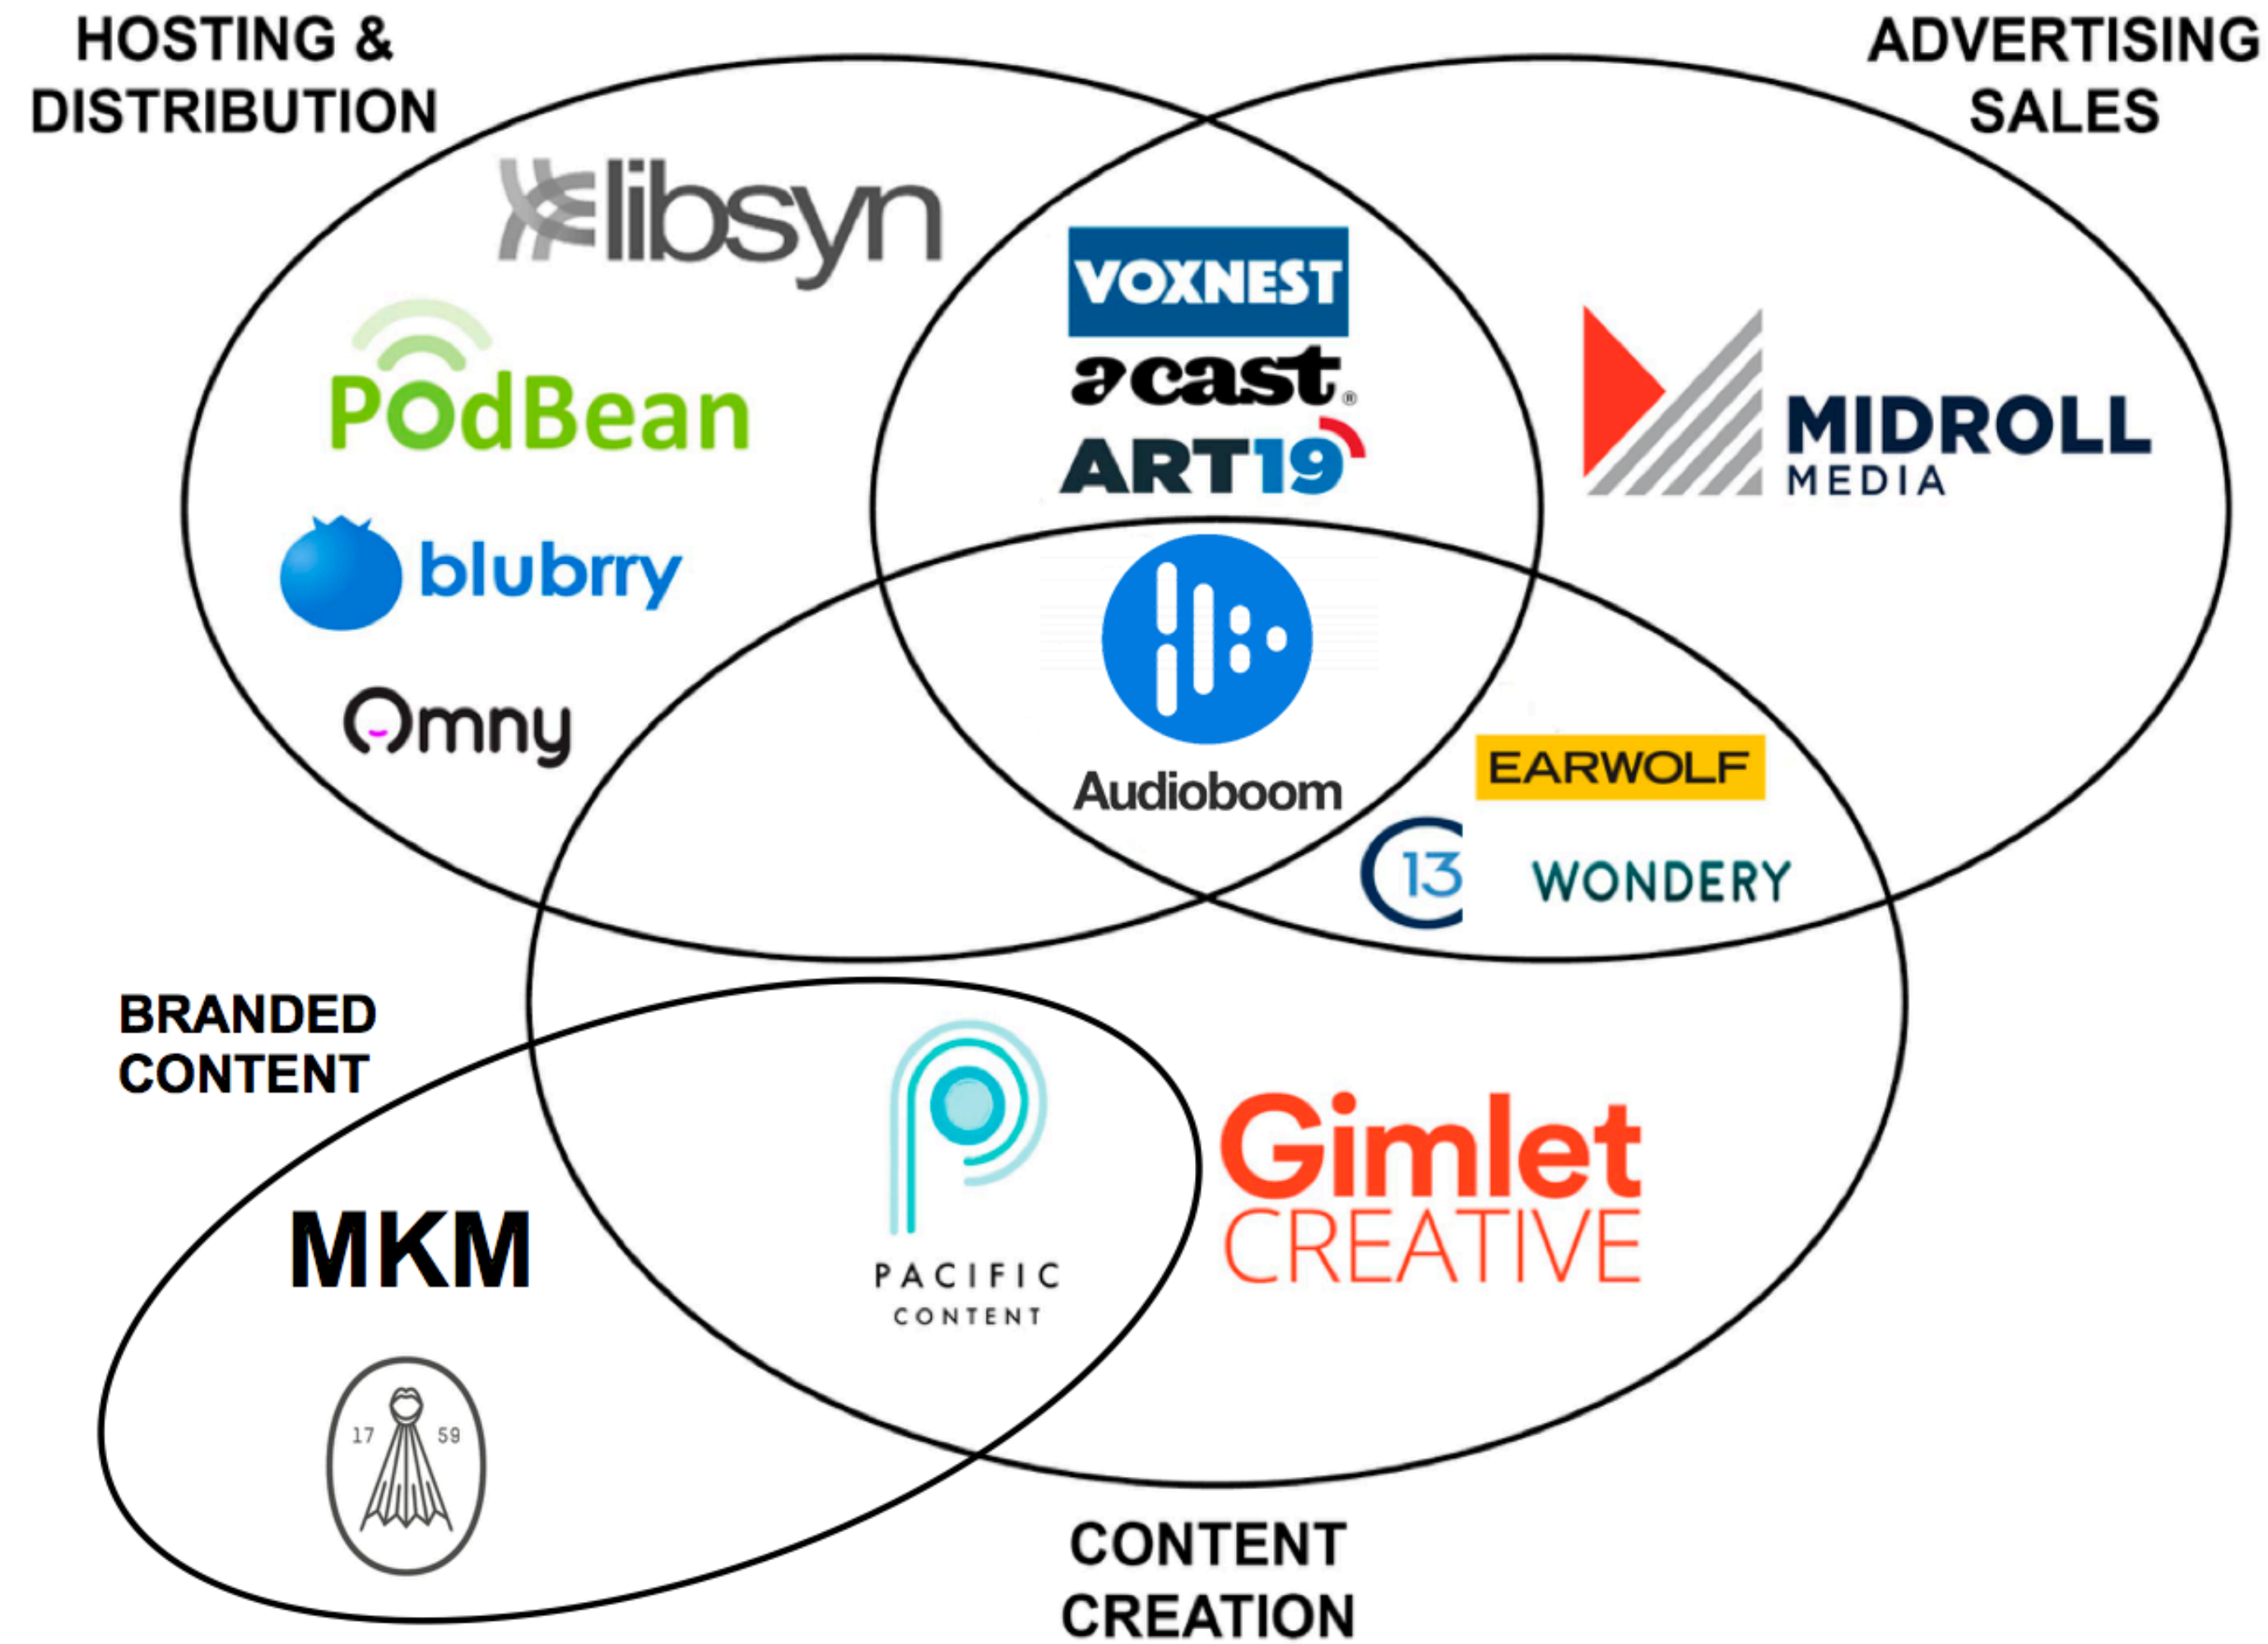 HOSTING &
DISTRIBUTION
ADVERTISING
SALES
libsyn
VOXNEST
acast®
ART19
PodBean
MIDROLL
MEDIA
blubrry
Omny
Audioboom
EARWOLF
C13
WONDERY
BRANDED
CONTENT
PACIFIC
CONTENT
Gimlet
CREATIVE
MKM
17 59
CONTENT
CREATION